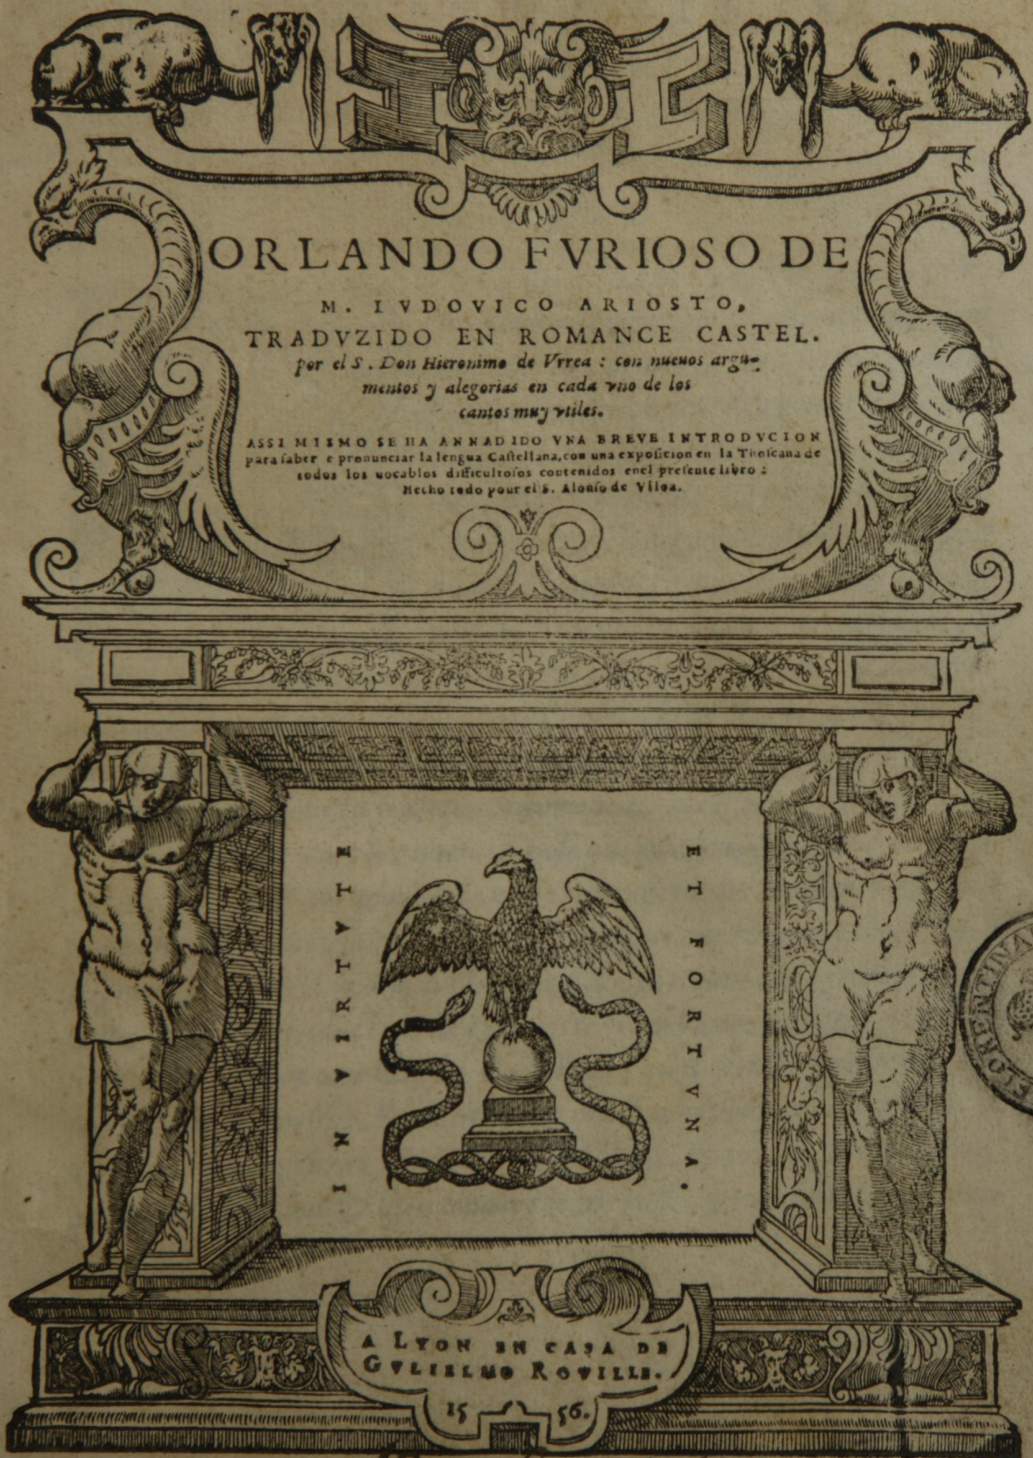 ORLANDO FVRIOSO DE
M. IVDOVICO ARIOSTO,
TRADVZIDO EN ROMANCE CASTEL.
por el S. Don Hieronimo de Vrrea : con nueuos argu-
mentos y alegorias en cada vno de los
cantos muy vtiles.
ASSI MISMO SE HA ANNADIDO VNA BREVE INTRODVCION
para saber e pronunciar la lengua Castellana, con una exposicion en la Thoscana de
todos los uocablos difficultosos contenidos enel presente libro :
Hecho todo pour el S. Alonso de Vlloa.
IN VIRTVTE
ET FORTVNA.
FLORENTINA
A LYON EN CASA DE
GVLIELMO ROVILLE.
1556.